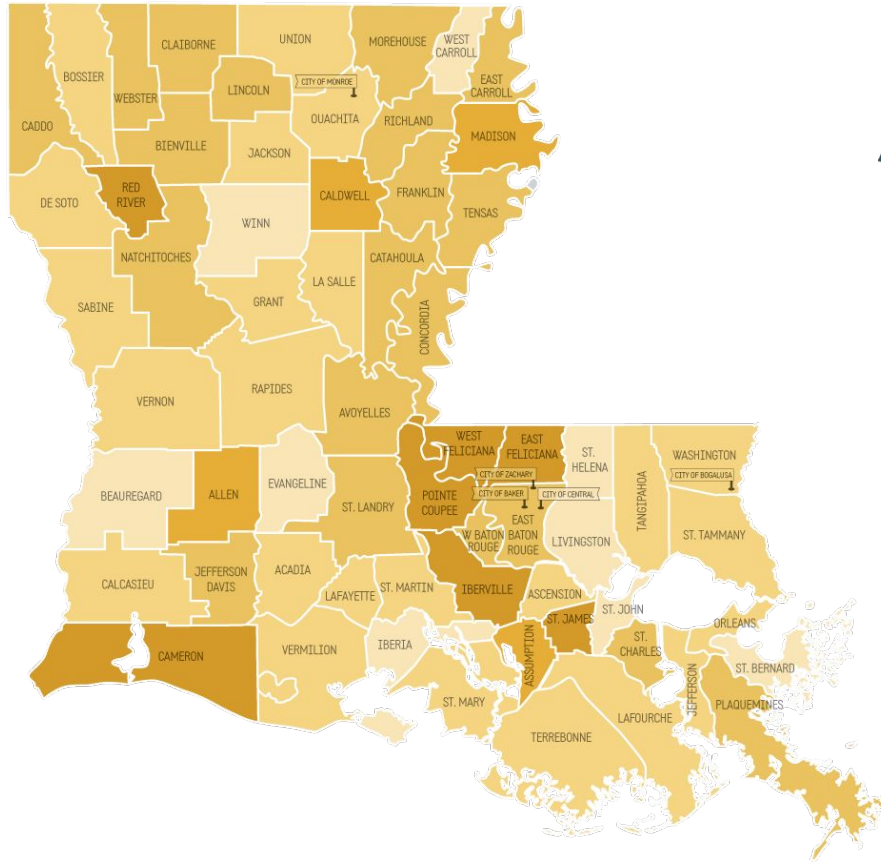 UNION
CLAIBORNE
MOREHOUSE
WEST
CARROLL
BOSSIER
CITY OF MONROE
LINCOLN
EAST
CARROLL
WEBSTER
OUACHITA
RICHLAND
CADDO
MADISON
BIENVILLE
JACKSON
RED
RIVER
CALDWELL
FRANKLIN
DE SOTO
TENSAS
WINN
NATCHITOCHES
CATAHOULA
LA SALLE
GRANT
SABINE
CONCORDIA
RAPIDES
VERNON
AVOYELLES
WEST
FELICIANA
EAST
FELICIANA
ST.
HELENA
WASHINGTON
CITY OF ZACHARY
CITY OF BOGALUSA
TANGIPAHOA
BEAUREGARD
ALLEN
EVANGELINE
POINTE
COUPEE
CITY OF BAKER
CITY OF CENTRAL
ST. LANDRY
EAST
BATON
ROUGE
W BATON
ROUGE
LIVINGSTON
ST. TAMMANY
JEFFERSON
DAVIS
ACADIA
CALCASIEU
LAFAYETTE
ST. MARTIN
IBERVILLE
ASCENSION
ST. JOHN
ST. JAMES
ORLEANS
CAMERON
VERMILION
IBERIA
ASSUMPTION
ST.
CHARLES
ST. BERNARD
JEFFERSON
ST. MARY
PLAQUEMINES
LAFOURCHE
TERREBONNE